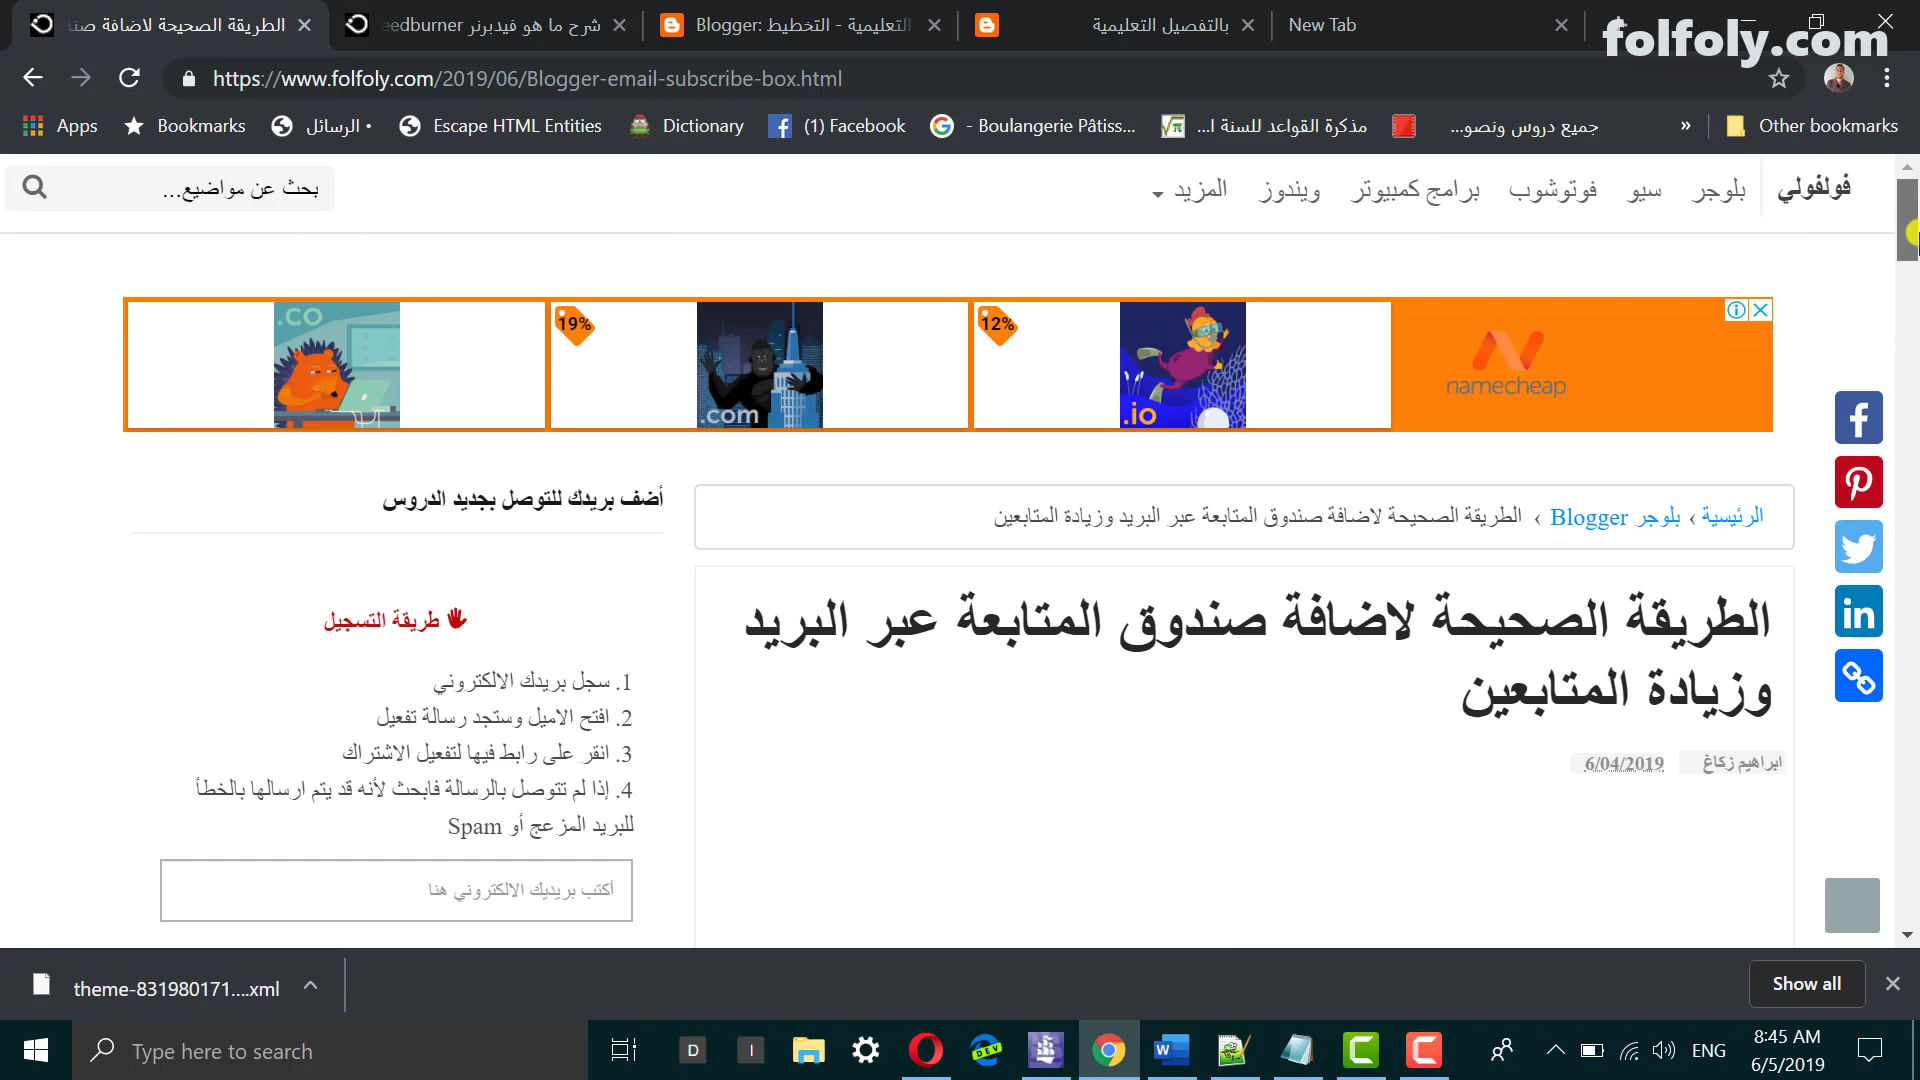 الطريقة الصحيحة لاضافة
شرح ما هو فيدبرنر eedburner
Blogger: التعليمية - التخطيط
بالتفصيل التعليمية
New Tab
folfoly.com
https://www.folfoly.com/2019/06/Blogger-email-subscribe-box.html
Apps
Bookmarks
الرسائل •
Escape HTML Entities
Dictionary
(1) Facebook
- Boulangerie Pâtiss...
مذكرة القواعد للسنة ا...
جميع دروس ونصو...
»
Other bookmarks
فولفولي
بلوجر
سيو
فوتوشوب
برامج كمبيوتر
ويندوز
المزيد
بحث عن مواضيع...
.CO
19%
.com
12%
.io
namecheap
الرئيسية › بلوجر Blogger › الطريقة الصحيحة لاضافة صندوق المتابعة عبر البريد وزيادة المتابعين
الطريقة الصحيحة لاضافة صندوق المتابعة عبر البريد
وزيادة المتابعين
ابراهيم زكاغ
6/04/2019
أضف بريدك للتوصل بجديد الدروس
طريقة التسجيل
1. سجل بريدك الالكتروني
2. افتح الاميل وستجد رسالة تفعيل
3. انقر على رابط فيها لتفعيل الاشتراك
4. إذا لم تتوصل بالرسالة فابحث لأنه قد يتم ارسالها بالخطأ
للبريد المزعج أو Spam
أكتب بريديك الالكتروني هنا
theme-831980171....xml
Show all
Type here to search
D
I
DEV
ENG
8:45 AM
6/5/2019